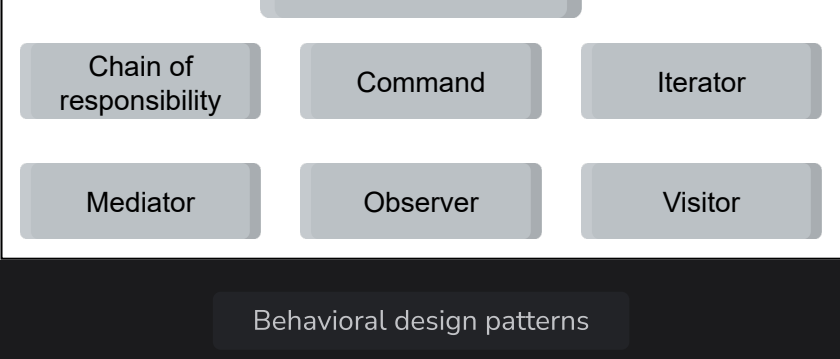 Chain of
responsibility
Command
Iterator
Mediator
Observer
Visitor
Behavioral design patterns